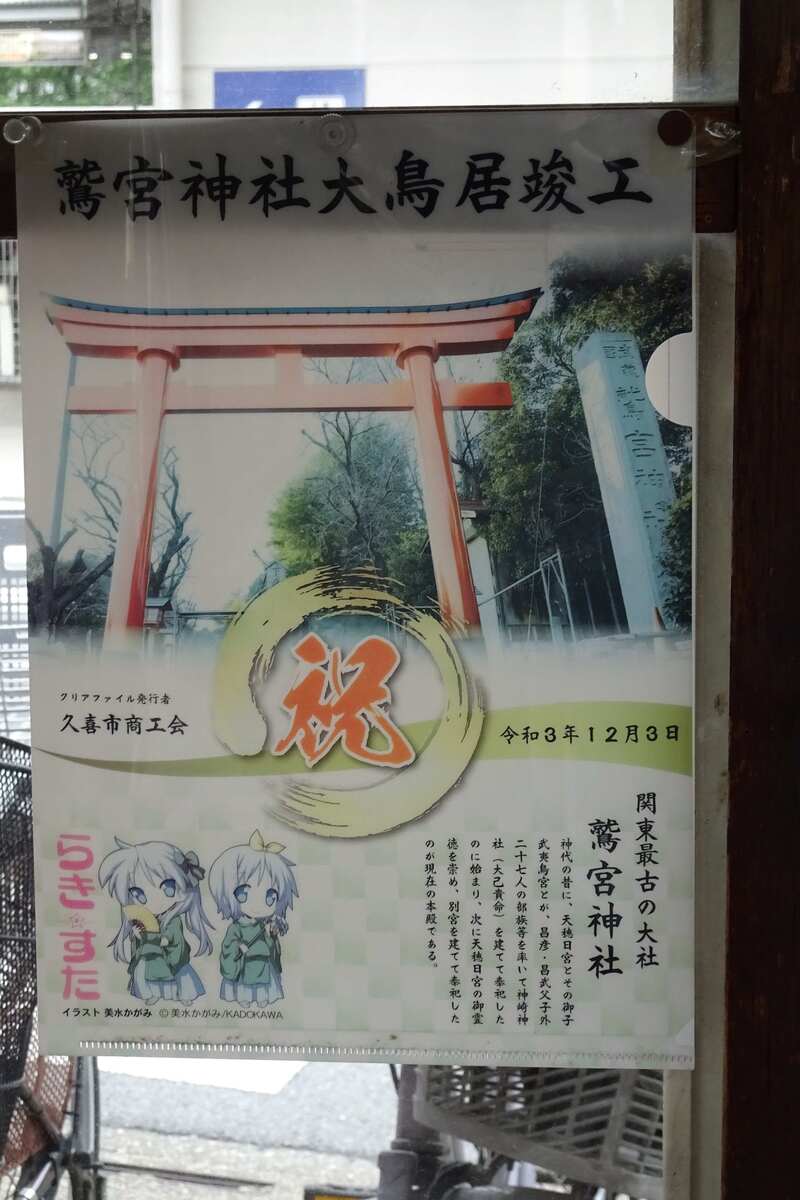 鷲宮神社大鳥居竣工
鷲宮神社
祝
クリアファイル発行者
久喜市商工会
令和3年12月3日
関東最古の大社
鷲宮神社
神代の昔に、天穂日宮とその御子
武夷鳥宮とが、昌彦・昌武父子外
二十七人の部族等を率いて神崎神
社（大己貴命）を建てて奉祀した
のに始まり、次に天穂日宮の御霊
徳を崇め、別宮を建てて奉祀した
のが現在の本殿である。
らき☆すた
イラスト 美水かがみ ©美水かがみ/KADOKAWA